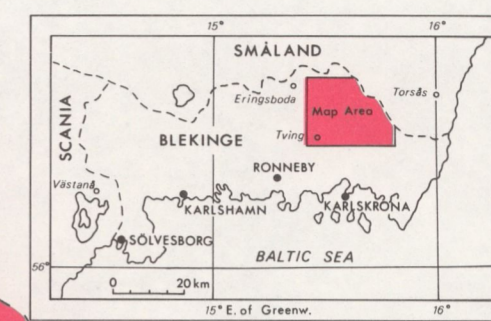 15° 16°
SMÅLAND
Eringsboda
Torsås
Map Area
SCANIA
BLEKINGE
Tving
RONNEBY
Västanå
KARLSHAMN
KARLSKRONA
SÖLVESBORG
BALTIC SEA
56°
0 20 km
15° E. of Greenw. 16°